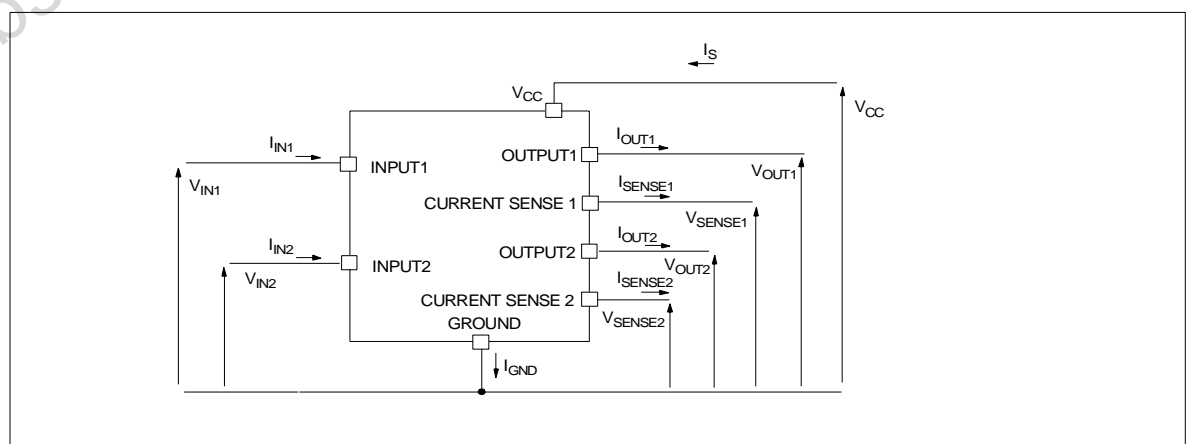 I_S
V_CC
V_CC
I_IN1
INPUT1
V_IN1
OUTPUT1
I_OUT1
V_OUT1
CURRENT SENSE 1
I_SENSE1
V_SENSE1
I_IN2
INPUT2
V_IN2
OUTPUT2
I_OUT2
V_OUT2
CURRENT SENSE 2
I_SENSE2
V_SENSE2
GROUND
I_GND